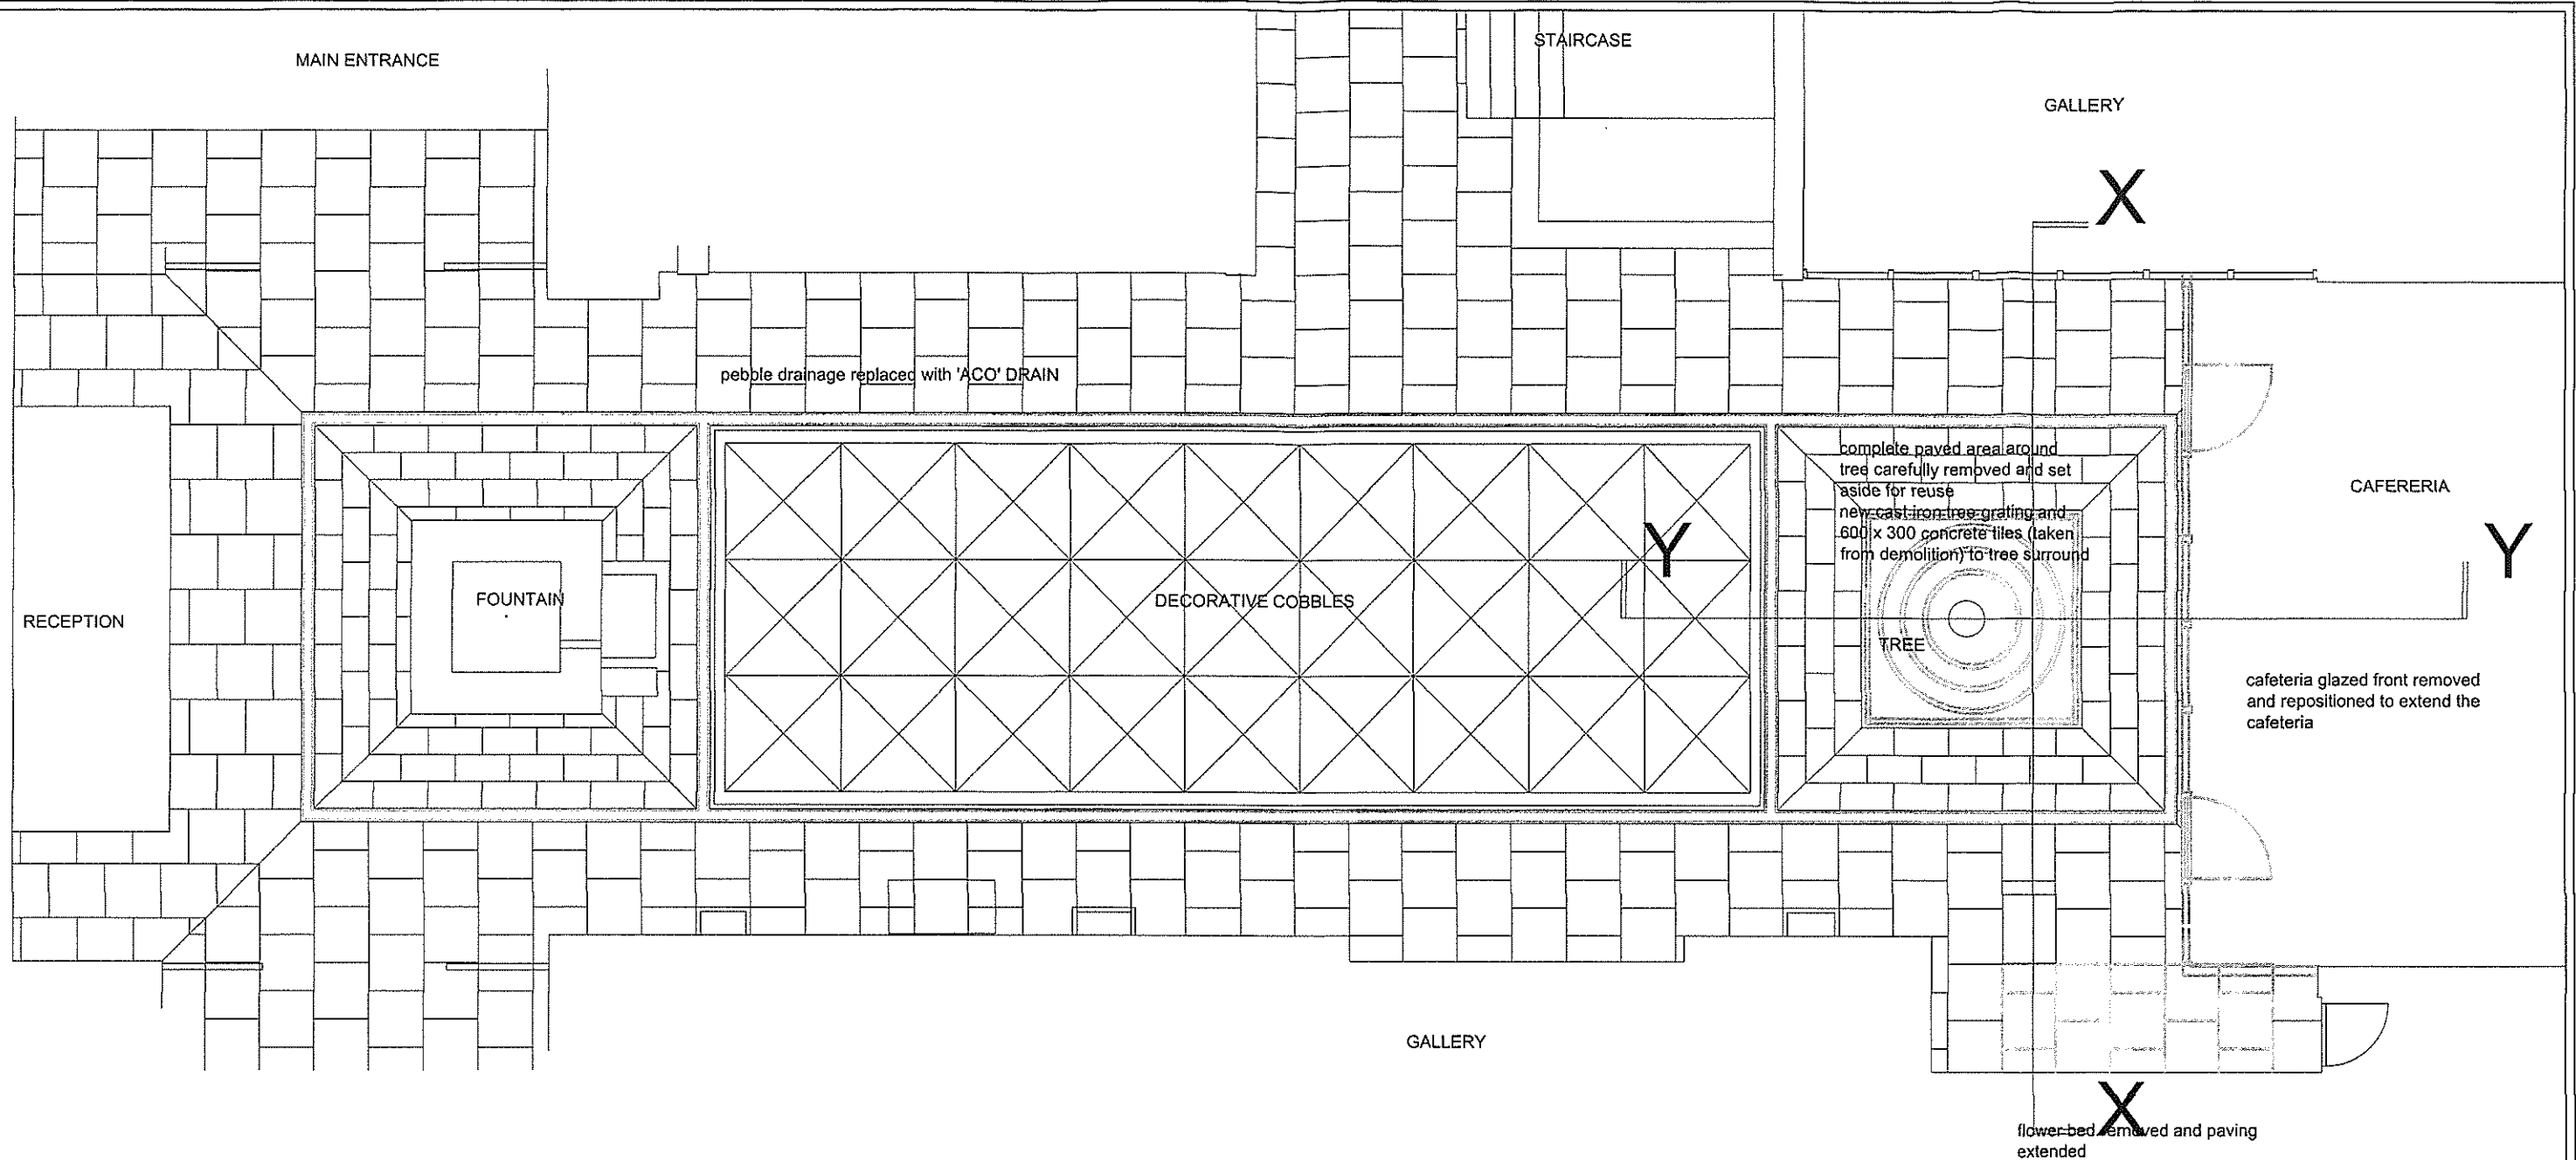 MAIN ENTRANCE
STAIRCASE
GALLERY
X
pebble drainage replaced with 'ACO' DRAIN
complete paved area around
tree carefully removed and set
aside for reuse
new cast iron tree grating and
600 x 300 concrete tiles (taken
from demolition) to tree surround
CAFERERIA
Y
Y
FOUNTAIN
DECORATIVE COBBLES
RECEPTION
TREE
cafeteria glazed front removed
and repositioned to extend the
cafeteria
GALLERY
X
flower bed removed and paving
extended